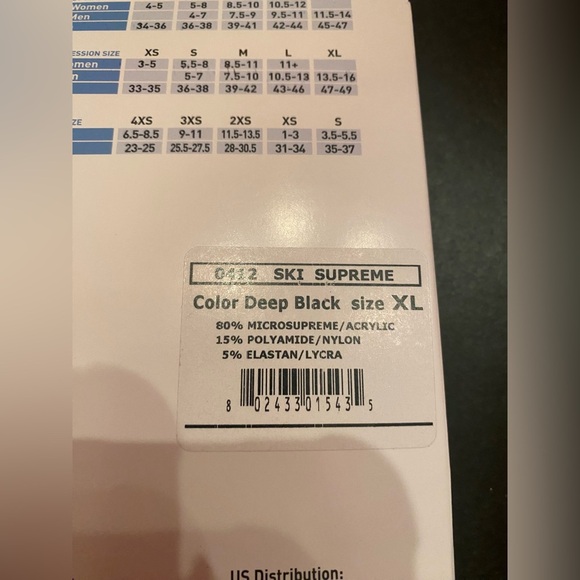 Women 4-5 5-8 8.5-10 10.5-12
Men 4-7 7.5-9 9.5-11 11.5-14
34-36 36-38 39-41 42-44 45-47
ESSION SIZE XS S M L XL
omen 3-5 5.5-8 8.5-11 11+
n 5-7 7.5-10 10.5-13 13.5-16
33-35 36-38 39-42 43-46 47-49
ZE 4XS 3XS 2XS XS S
6.5-8.5 9-11 11.5-13.5 1-3 3.5-5.5
23-25 25.5-27.5 28-30.5 31-34 35-37
0412 SKI SUPREME
Color Deep Black size XL
80% MICROSUPREME/ACRYLIC
15% POLYAMIDE/NYLON
5% ELASTAN/LYCRA
8 024330 15435
US Distribution: